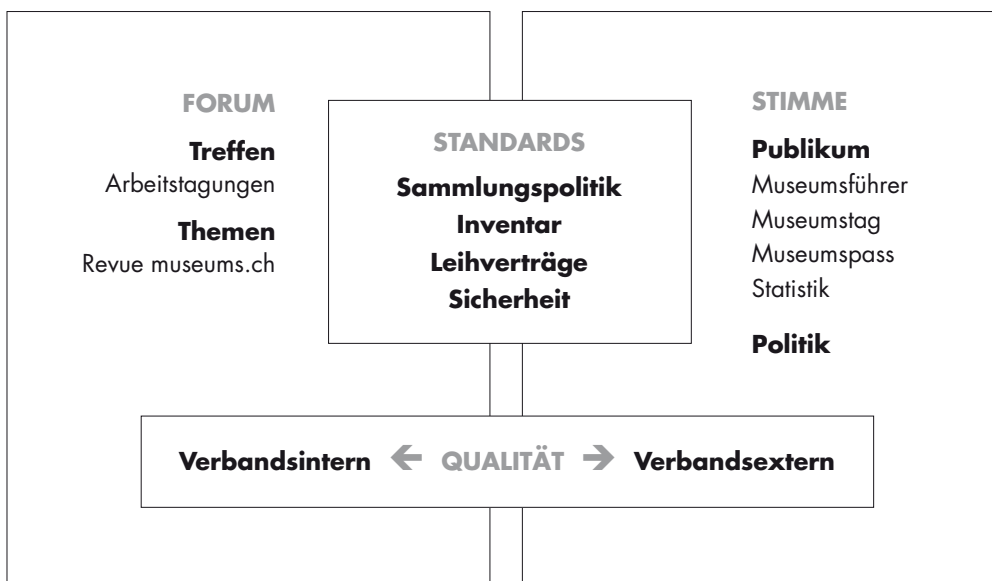 FORUM
Treffen
Arbeitstagungen
Themen
Revue museums.ch
STANDARDS
Sammlungspolitik
Inventar
Leihverträge
Sicherheit
STIMME
Publikum
Museumsführer
Museumstag
Museumspass
Statistik
Politik
Verbandsintern ← QUALITÄT → Verbandsextern